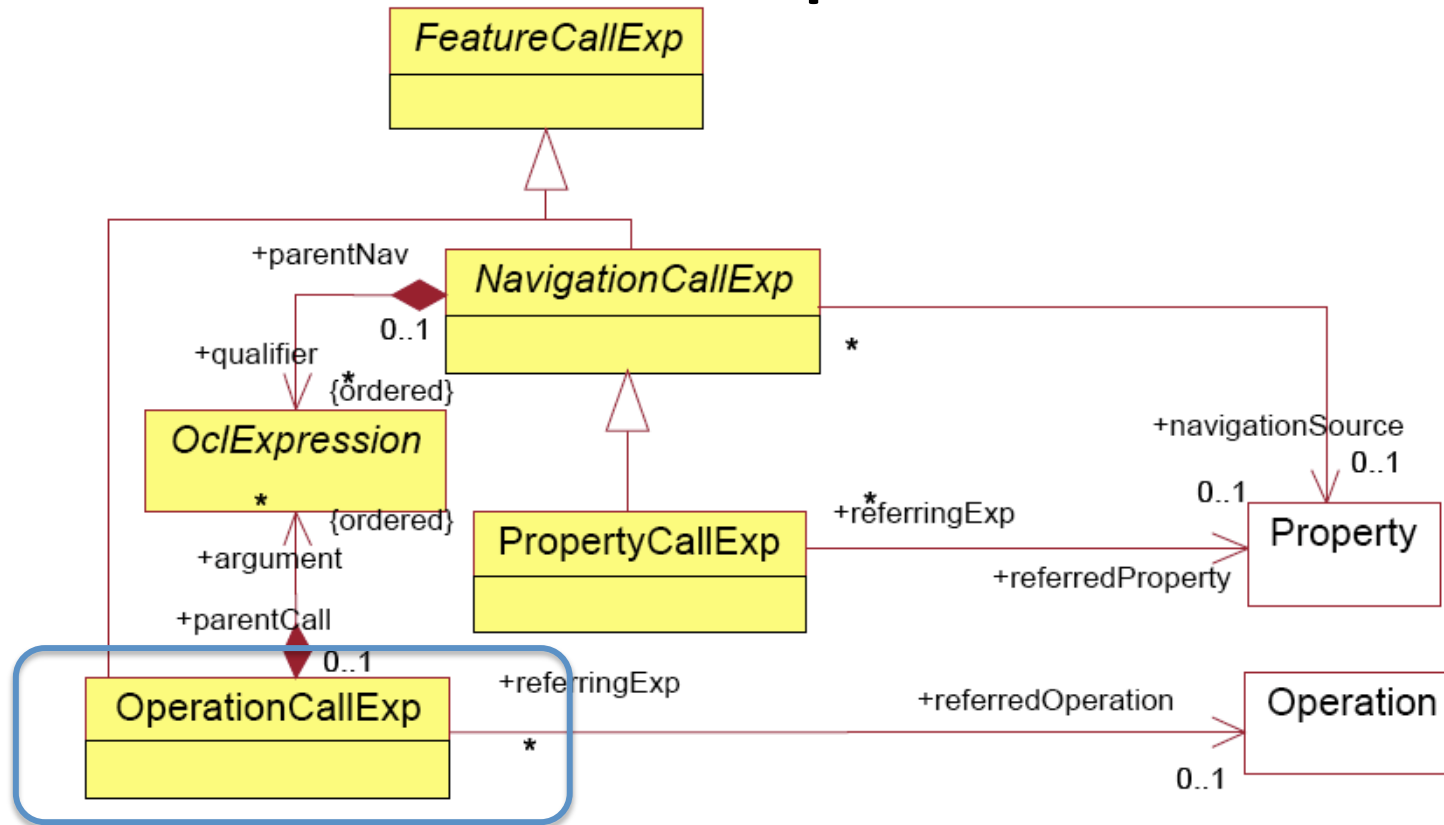 FeatureCallExp
+parentNav
NavigationCallExp
0..1
*
+qualifier
*
{ordered}
OclExpression
+navigationSource
0..1
*
{ordered}
+referringExp
*
0..1
Property
+argument
PropertyCallExp
+referredProperty
+parentCall
0..1
+referringExp
OperationCallExp
+referredOperation
Operation
*
0..1